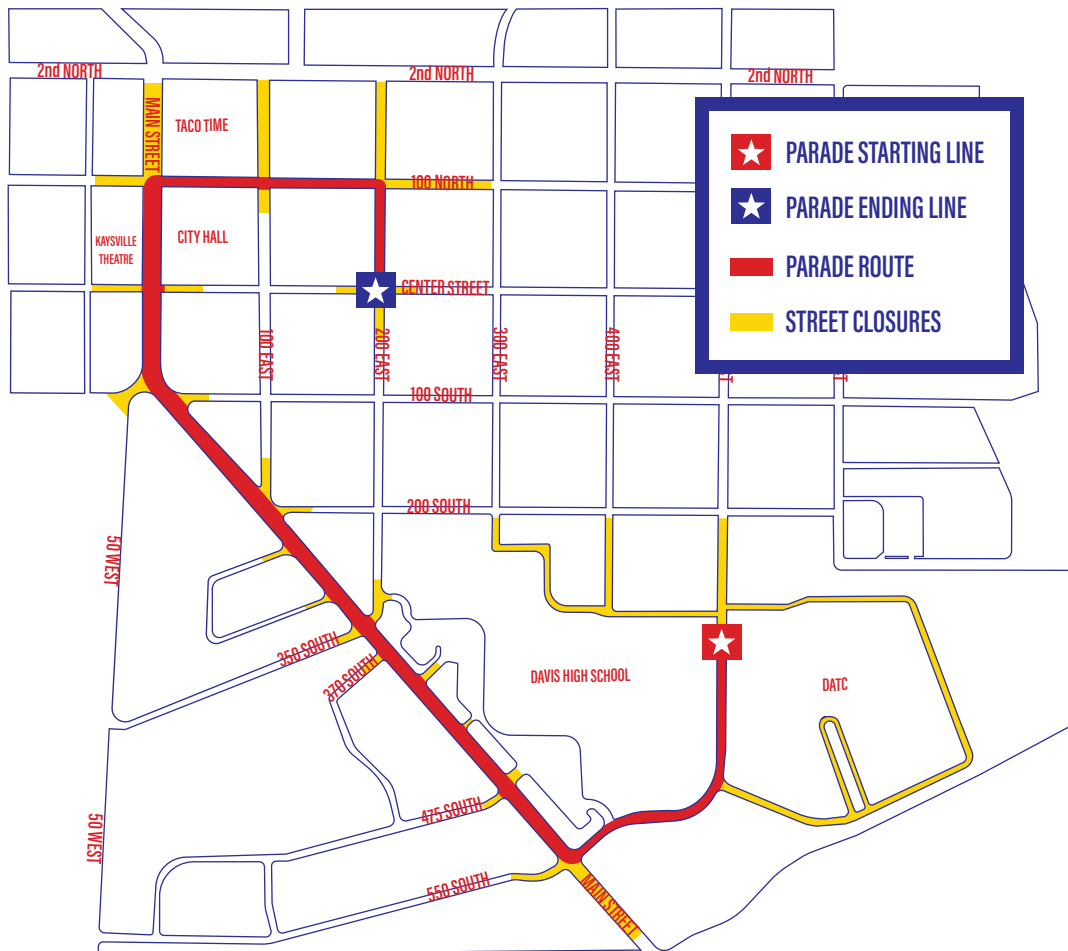 2nd NORTH
2nd NORTH
2nd NORTH
MAIN STREET
TACO TIME
PARADE STARTING LINE
PARADE ENDING LINE
PARADE ROUTE
STREET CLOSURES
100 NORTH
KAYSVILLE
THEATRE
CITY HALL
CENTER STREET
100 EAST
200 EAST
300 EAST
400 EAST
100 SOUTH
200 SOUTH
50 WEST
350 SOUTH
370 SOUTH
DAVIS HIGH SCHOOL
DATC
475 SOUTH
50 WEST
550 SOUTH
MAIN STREET